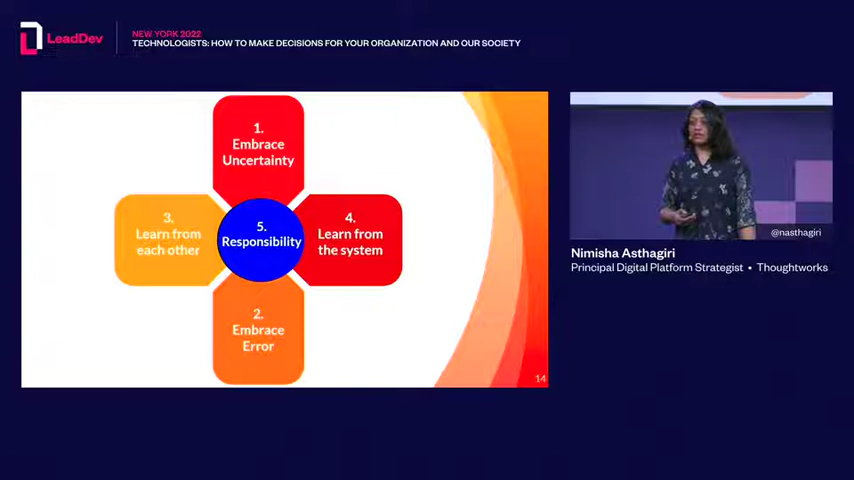 LeadDev
NEW YORK 2022
TECHNOLOGISTS: HOW TO MAKE DECISIONS FOR YOUR ORGANIZATION AND OUR SOCIETY
1.
Embrace
Uncertainty
3.
Learn from
each other
5.
Responsibility
4.
Learn from
the system
2.
Embrace
Error
14
@nasthagiri
Nimisha Asthagiri
Principal Digital Platform Strategist • Thoughtworks